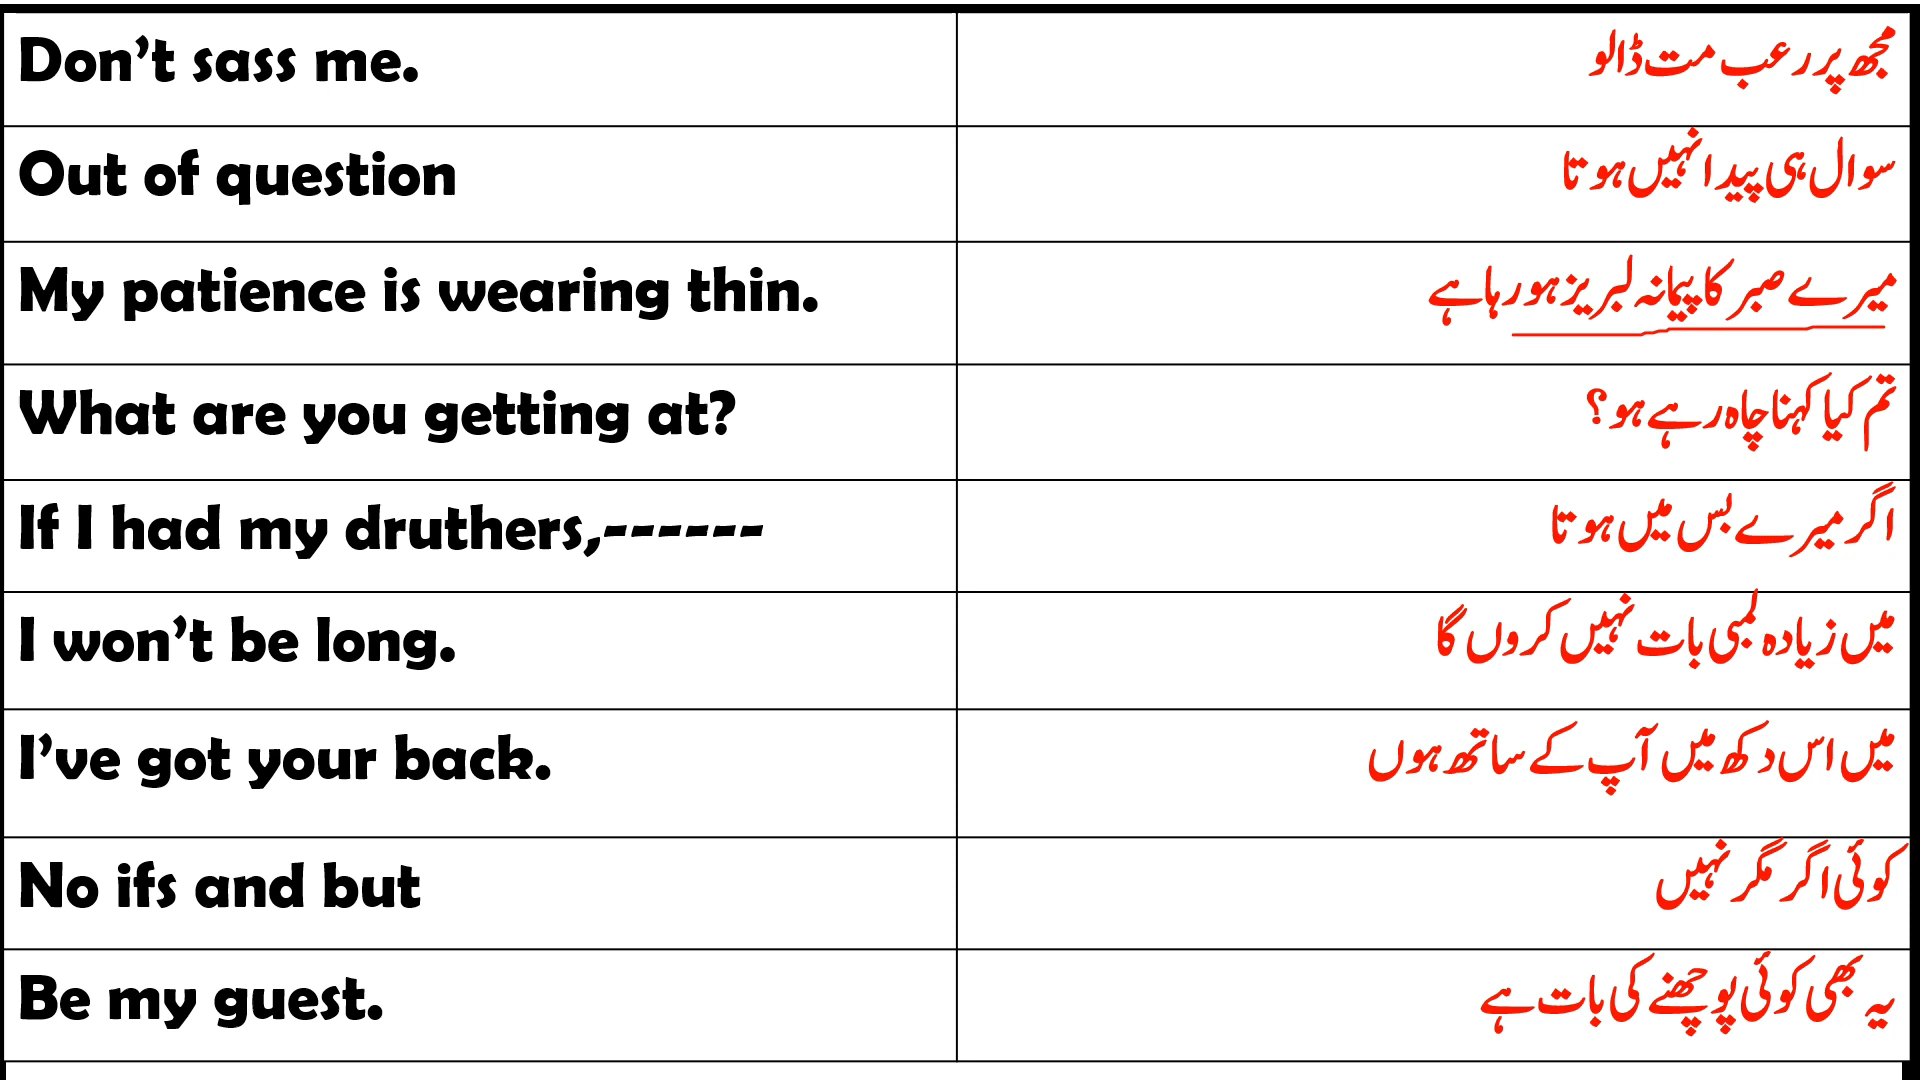 Don’t sass me.
مجھ پر رعب مت ڈالو
Out of question
سوال ہی پیدا نہیں ہوتا
My patience is wearing thin.
میرے صبر کا پیمانہ لبریز ہو رہا ہے
What are you getting at?
تم کیا کہنا چاہ رہے ہو؟
If I had my druthers,------
اگر میرے بس میں ہوتا
I won’t be long.
میں زیادہ لمبی بات نہیں کروں گا
I’ve got your back.
میں اس دکھ میں آپ کے ساتھ ہوں
No ifs and but
کوئی اگر مگر نہیں
Be my guest.
یہ بھی کوئی پوچھنے کی بات ہے